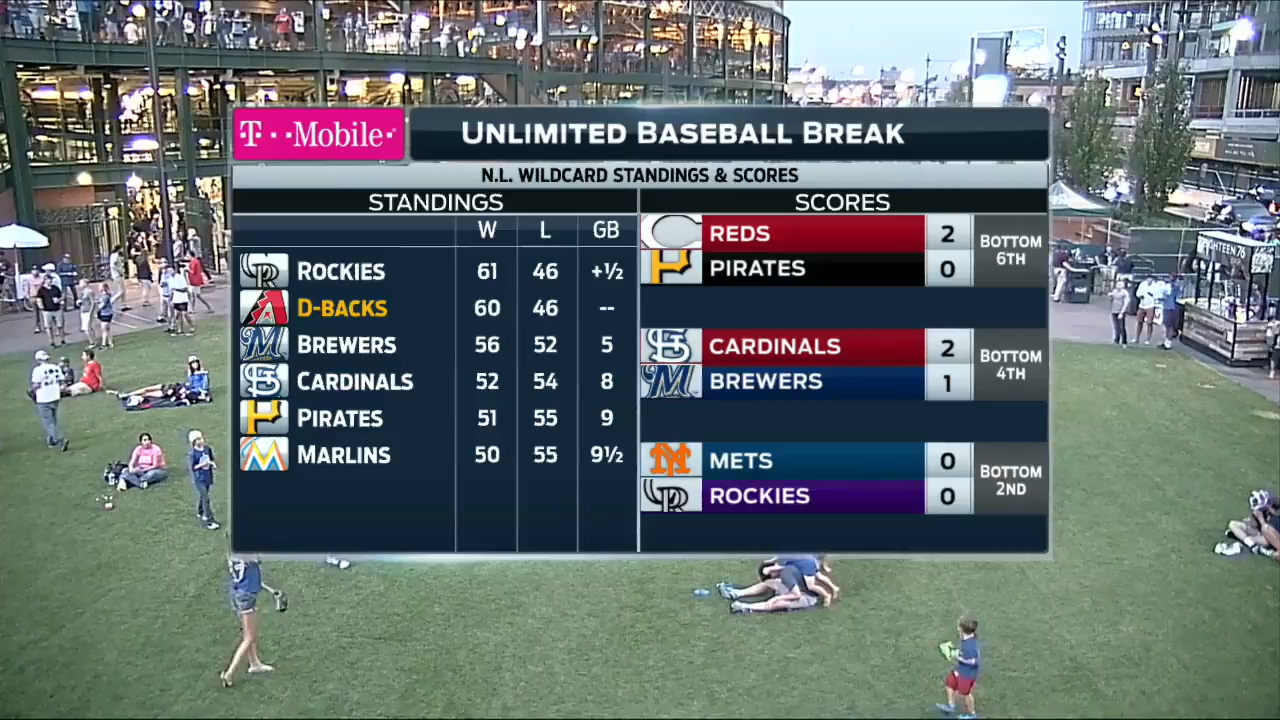 T··Mobile·
UNLIMITED BASEBALL BREAK
N.L. WILDCARD STANDINGS & SCORES
STANDINGS
W L GB
ROCKIES 61 46 +½
D-BACKS 60 46 --
BREWERS 56 52 5
CARDINALS 52 54 8
PIRATES 51 55 9
MARLINS 50 55 9½
SCORES
REDS 2
PIRATES 0
BOTTOM
6TH
CARDINALS 2
BREWERS 1
BOTTOM
4TH
METS 0
ROCKIES 0
BOTTOM
2ND